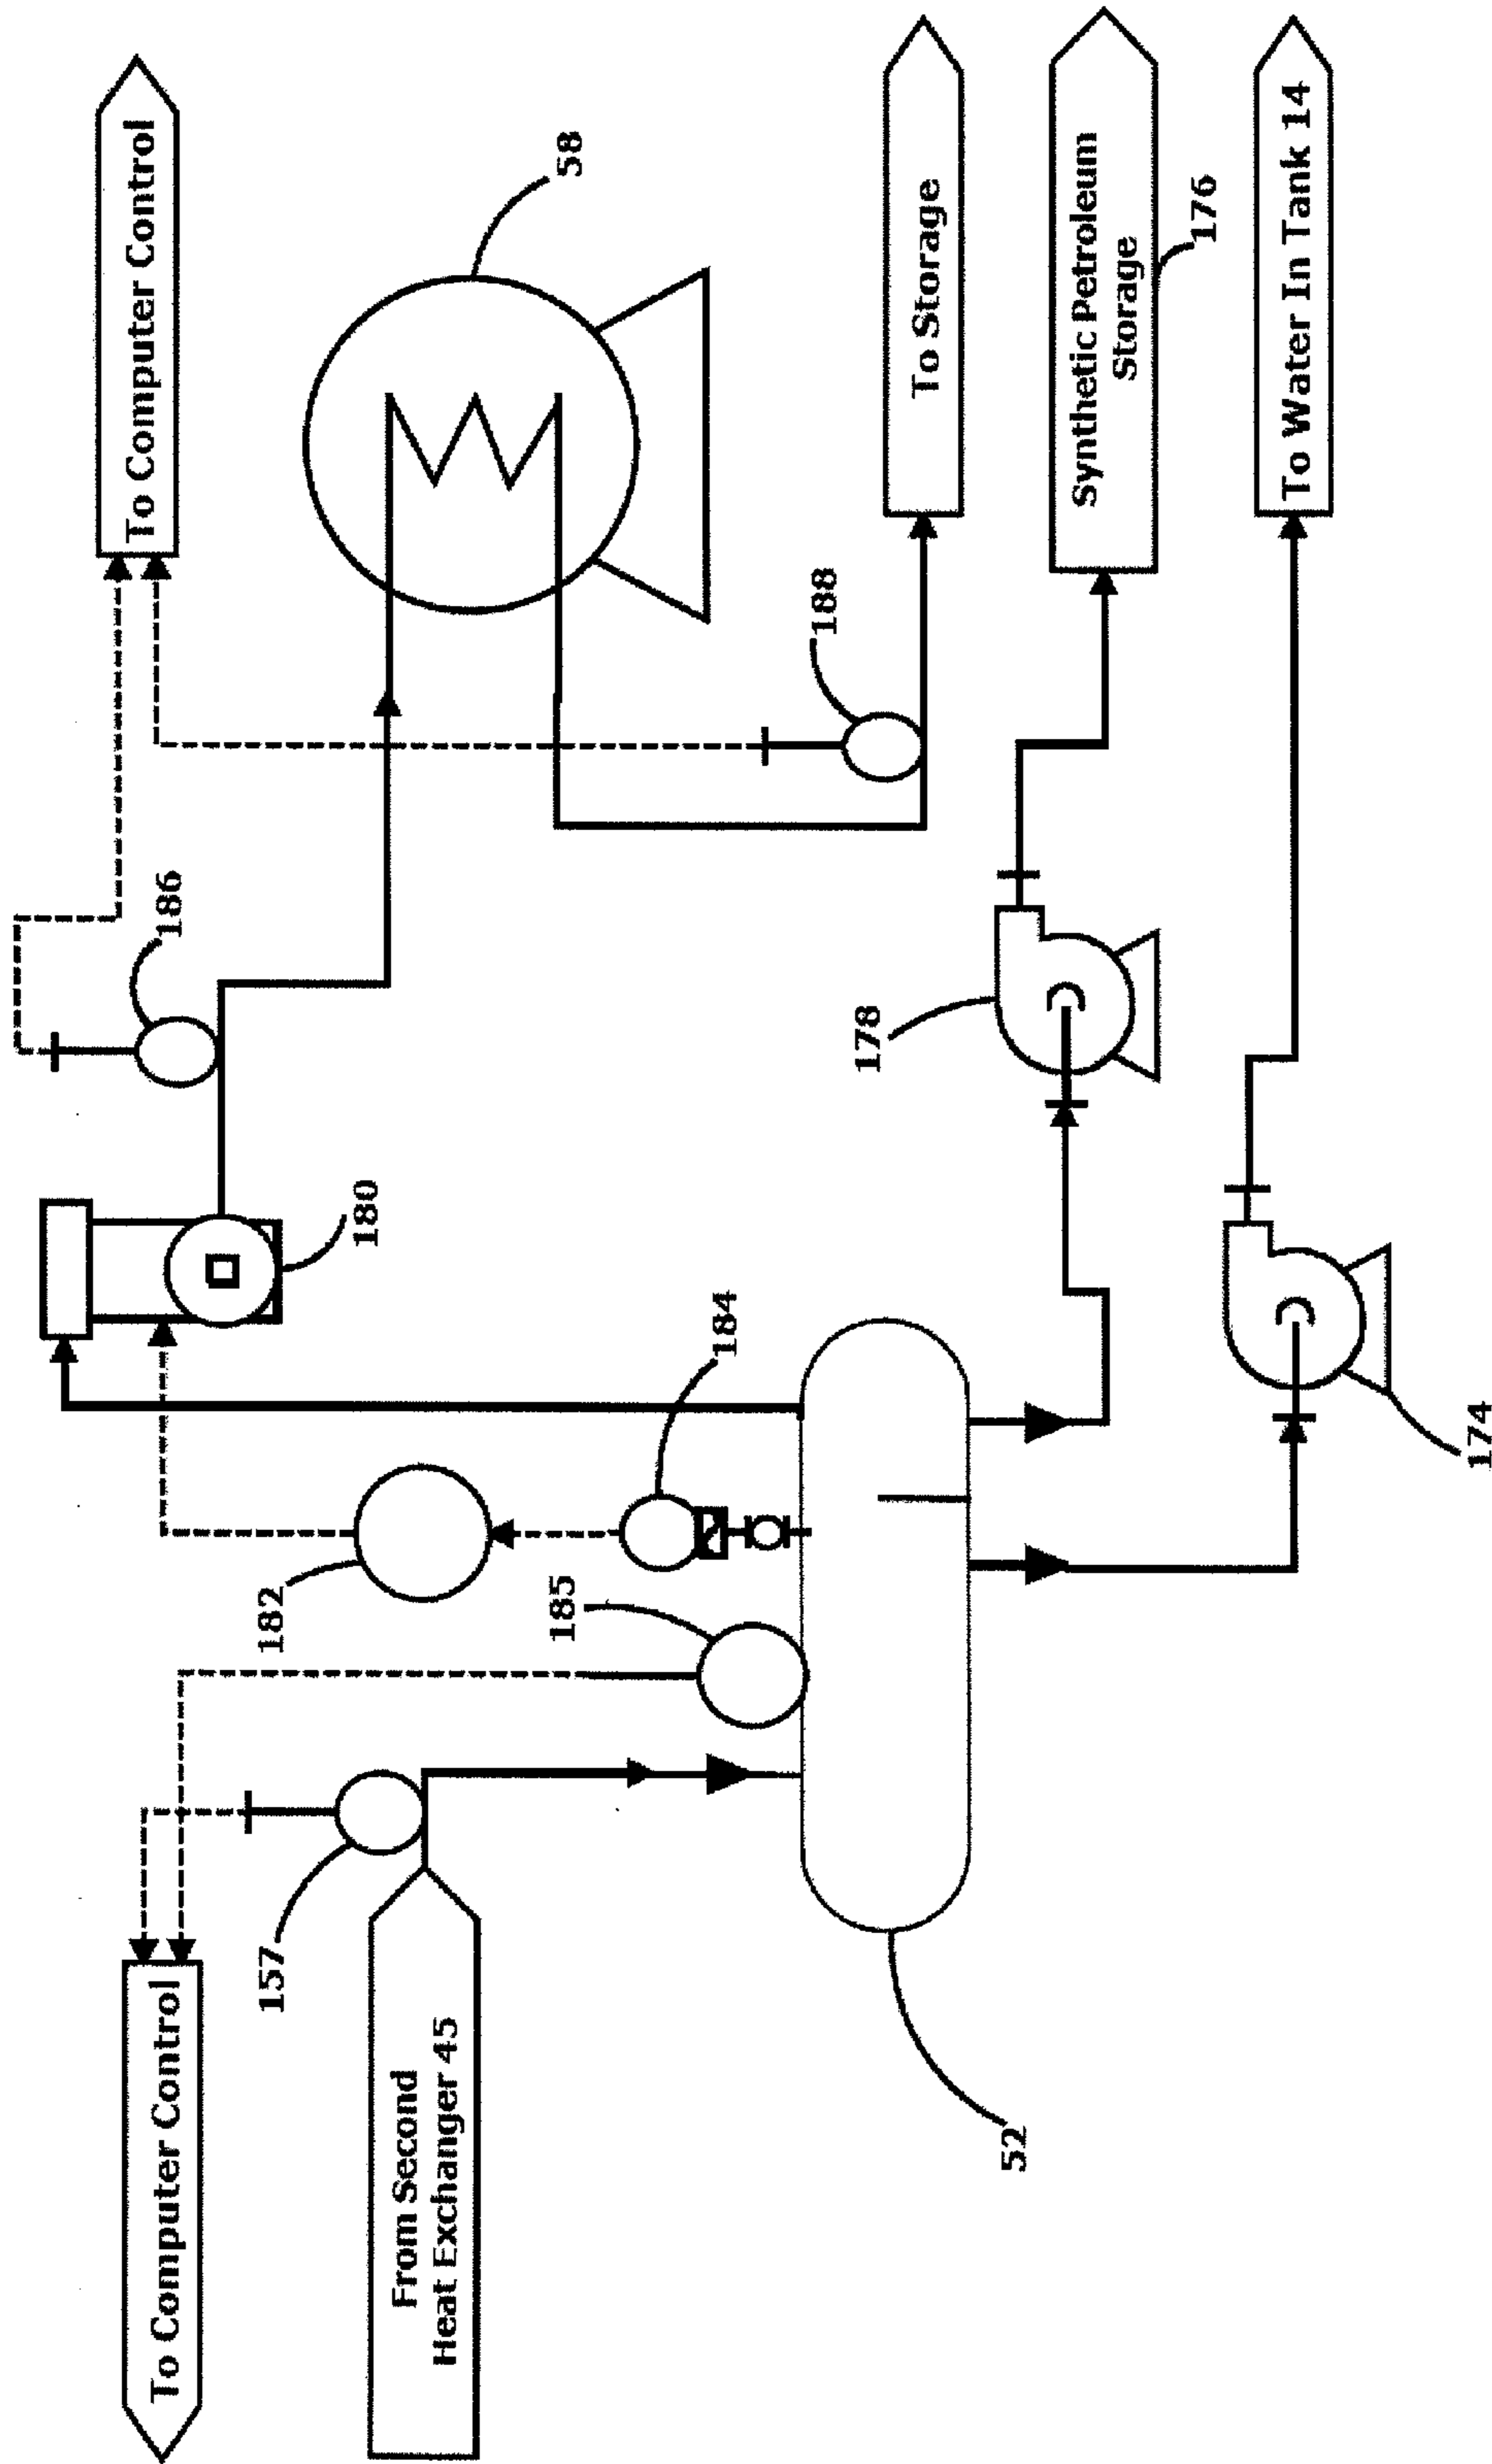 To Computer Control
To Computer Control
186
58
180
182
157
From Second
Heat Exchanger 45
185
184
188
To Storage
178
Synthetic Petroleum
Storage
176
52
To Water In Tank 14
174